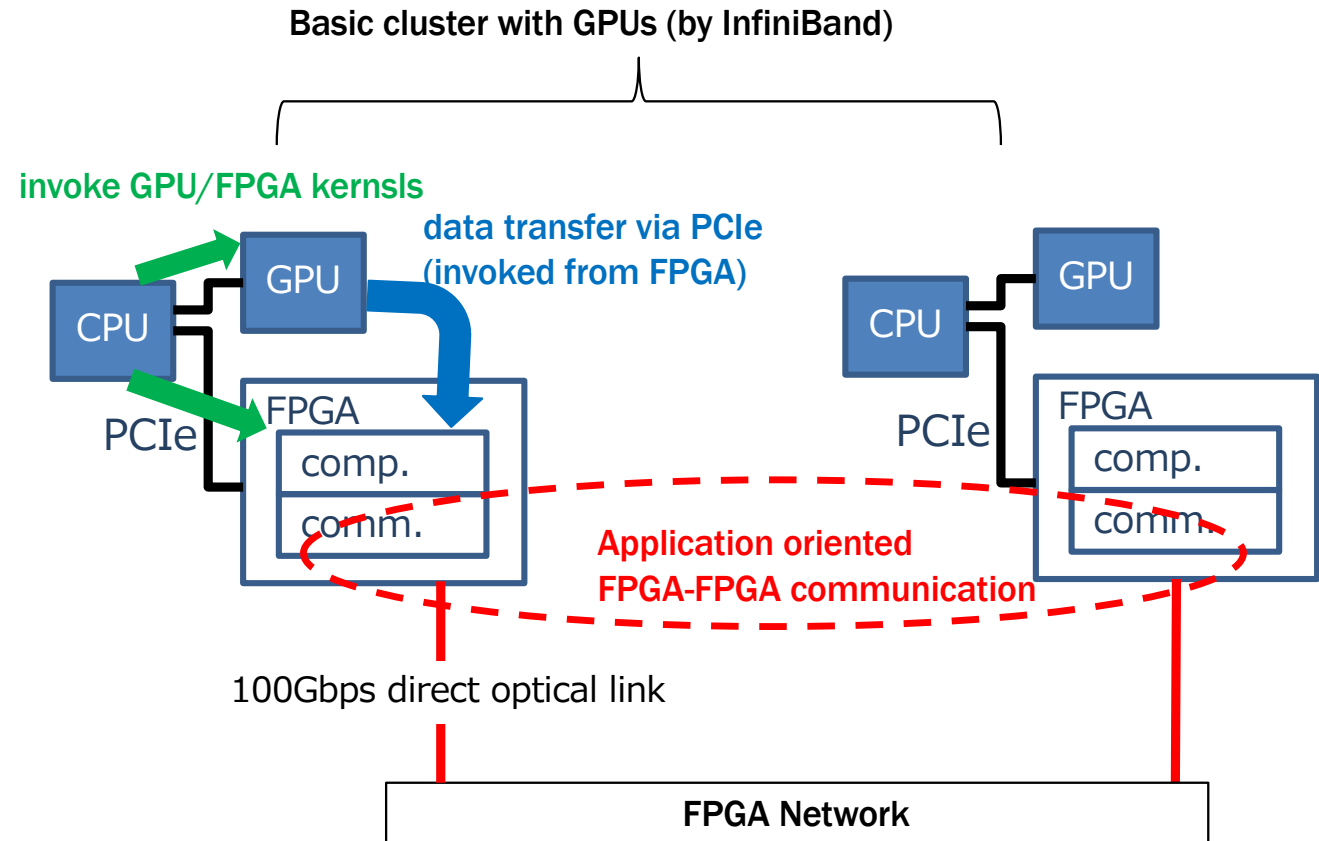 Basic cluster with GPUs (by InfiniBand)
invoke GPU/FPGA kernsls
data transfer via PCIe
(invoked from FPGA)
GPU
CPU
FPGA
PCIe
comp.
comm.
GPU
CPU
FPGA
PCIe
comp.
comm.
Application oriented
FPGA-FPGA communication
100Gbps direct optical link
FPGA Network